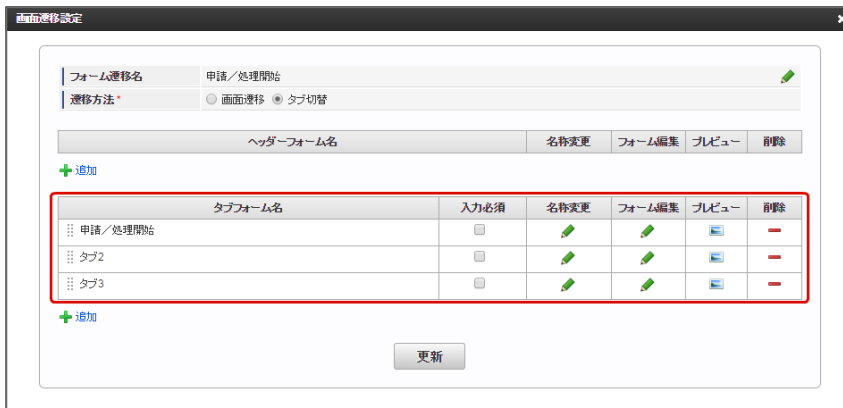 画面遷移設定
フォーム遷移名 申請／処理開始
遷移方法* 画面遷移 タブ切替
ヘッダーフォーム名 名称変更 フォーム編集 プレビュー 削除
追加
タブフォーム名 入力必須 名称変更 フォーム編集 プレビュー 削除
申請／処理開始
タブ2
タブ3
追加
更新